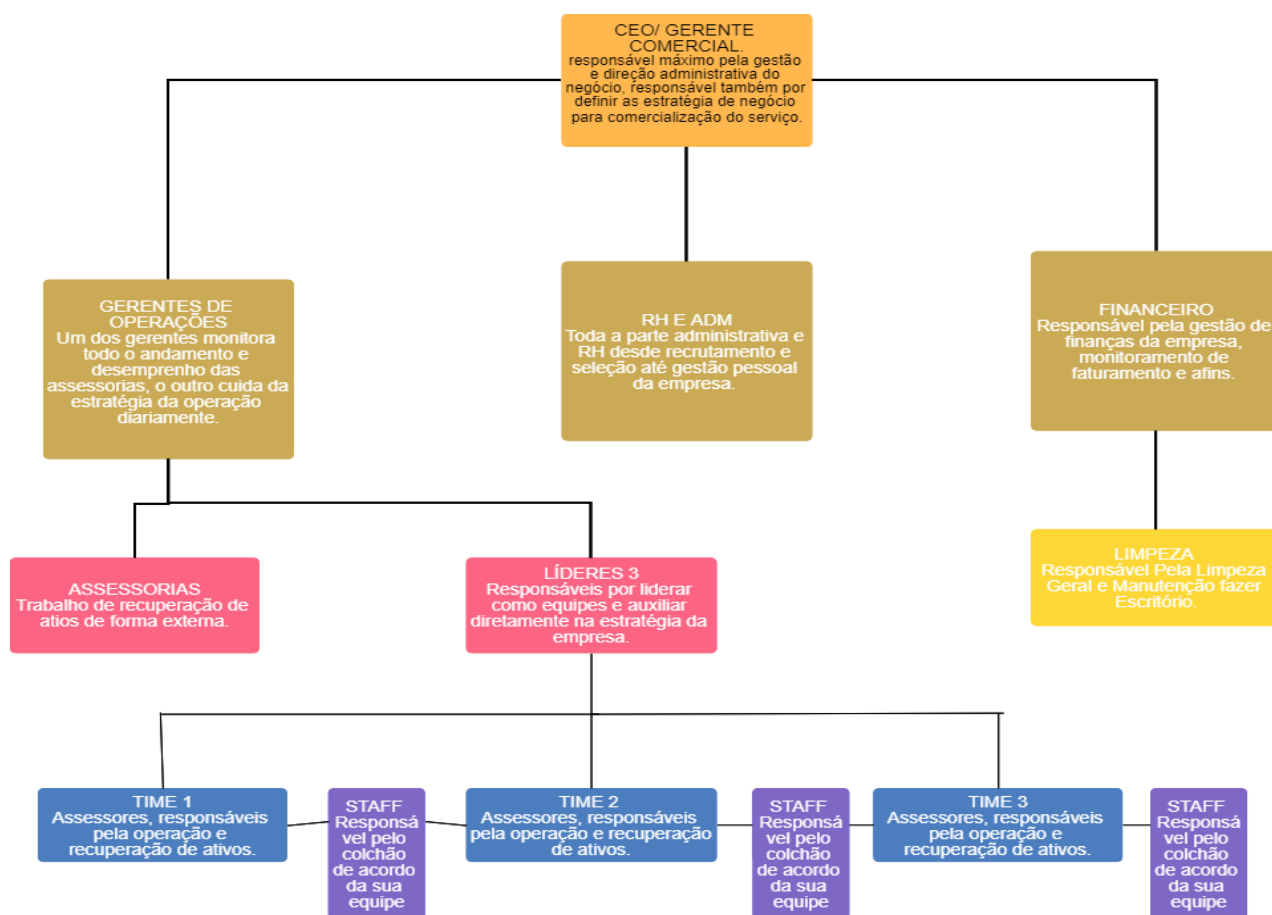 CEO/ GERENTE
COMERCIAL.
responsável máximo pela gestão
e direção administrativa do
negócio, responsável também por
definir as estratégia de negócio
para comercialização do serviço.
GERENTES DE
OPERAÇÕES
Um dos gerentes monitora
todo o andamento e
desemprenho das
assessorias, o outro cuida da
estratégia da operação
diariamente.
RH E ADM
Toda a parte administrativa e
RH desde recrutamento e
seleção até gestão pessoal
da empresa.
FINANCEIRO
Responsável pela gestão de
finanças da empresa,
monitoramento de
faturamento e afins.
ASSESSORIAS
Trabalho de recuperação de
atios de forma externa.
LÍDERES 3
Responsáveis por liderar
como equipes e auxiliar
diretamente na estratégia da
empresa.
LIMPEZA
Responsável Pela Limpeza
Geral e Manutenção fazer
Escritório.
TIME 1
Assessores, responsáveis
pela operação e
recuperação de ativos.
STAFF
Responsá
vel pelo
colchão
de acordo
da sua
equipe
TIME 2
Assessores, responsáveis
pela operação e recuperação
de ativos.
STAFF
Responsá
vel pelo
colchão
de acordo
da sua
equipe
TIME 3
Assessores, responsáveis
pela operação e
recuperação de ativos.
STAFF
Responsá
vel pelo
colchão
de acordo
da sua
equipe